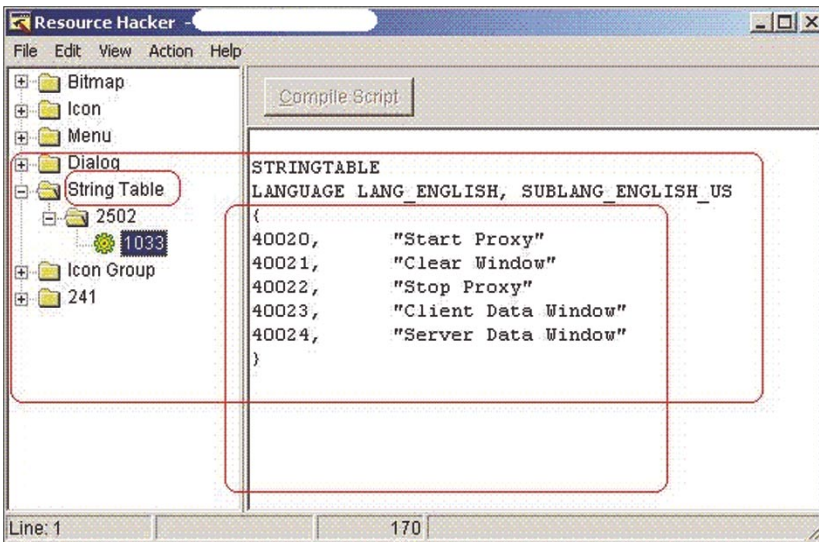 Resource Hacker -
File Edit View Action Help
Bitmap
Icon
Menu
Dialog
String Table
2502
1033
Icon Group
241
Compile Script
STRINGTABLE
LANGUAGE LANG_ENGLISH, SUBLANG_ENGLISH_US
{
40020, "Start Proxy"
40021, "Clear Window"
40022, "Stop Proxy"
40023, "Client Data Window"
40024, "Server Data Window"
}
Line: 1 170